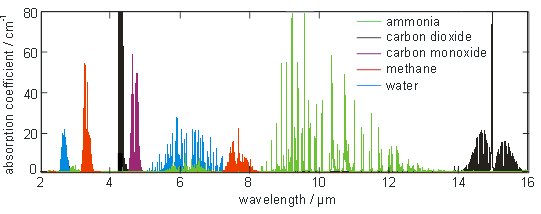 80
60
40
20
0
absorption coefficient / cm-1
ammonia
carbon dioxide
carbon monoxide
methane
water
2 4 6 8 10 12 14 16
wavelength / µm